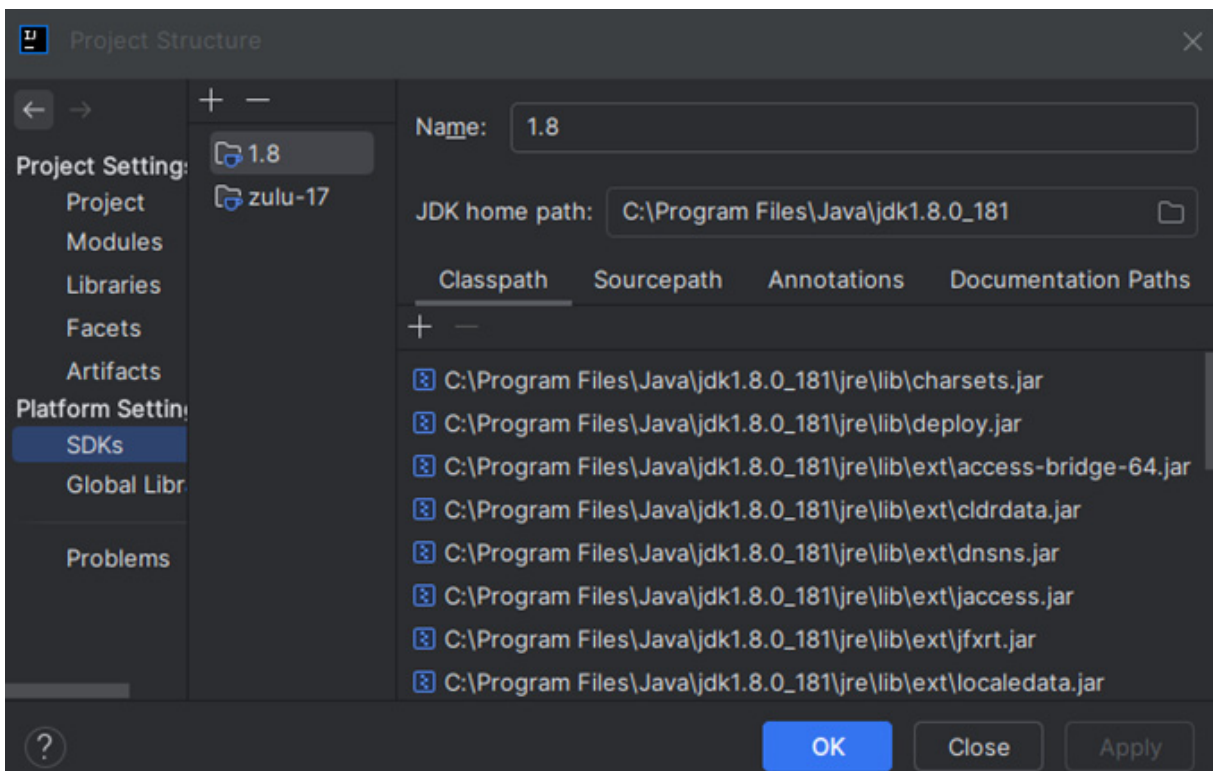 Project Structure
Project Setting
Project
Modules
Libraries
Facets
Artifacts
Platform Settin
SDKs
Global Libr
Problems
1.8
zulu-17
Name: 1.8
JDK home path: C:\Program Files\Java\jdk1.8.0_181
Classpath Sourcepath Annotations Documentation Paths
C:\Program Files\Java\jdk1.8.0_181\jre\lib\charsets.jar
C:\Program Files\Java\jdk1.8.0_181\jre\lib\deploy.jar
C:\Program Files\Java\jdk1.8.0_181\jre\lib\ext\access-bridge-64.jar
C:\Program Files\Java\jdk1.8.0_181\jre\lib\ext\cldrdata.jar
C:\Program Files\Java\jdk1.8.0_181\jre\lib\ext\dnsns.jar
C:\Program Files\Java\jdk1.8.0_181\jre\lib\ext\jaccess.jar
C:\Program Files\Java\jdk1.8.0_181\jre\lib\ext\jfxrt.jar
C:\Program Files\Java\jdk1.8.0_181\jre\lib\ext\localedata.jar
? OK Close Apply